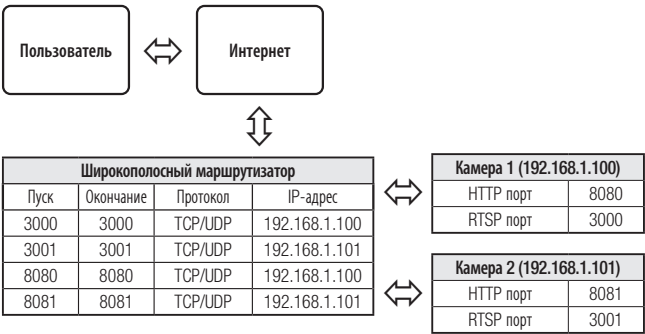 Пользователь
Интернет
Широкополосный маршрутизатор
Пуск Окончание Протокол IP-адрес
3000 3000 TCP/UDP 192.168.1.100
3001 3001 TCP/UDP 192.168.1.101
8080 8080 TCP/UDP 192.168.1.100
8081 8081 TCP/UDP 192.168.1.101
Камера 1 (192.168.1.100)
HTTP порт 8080
RTSP порт 3000
Камера 2 (192.168.1.101)
HTTP порт 8081
RTSP порт 3001